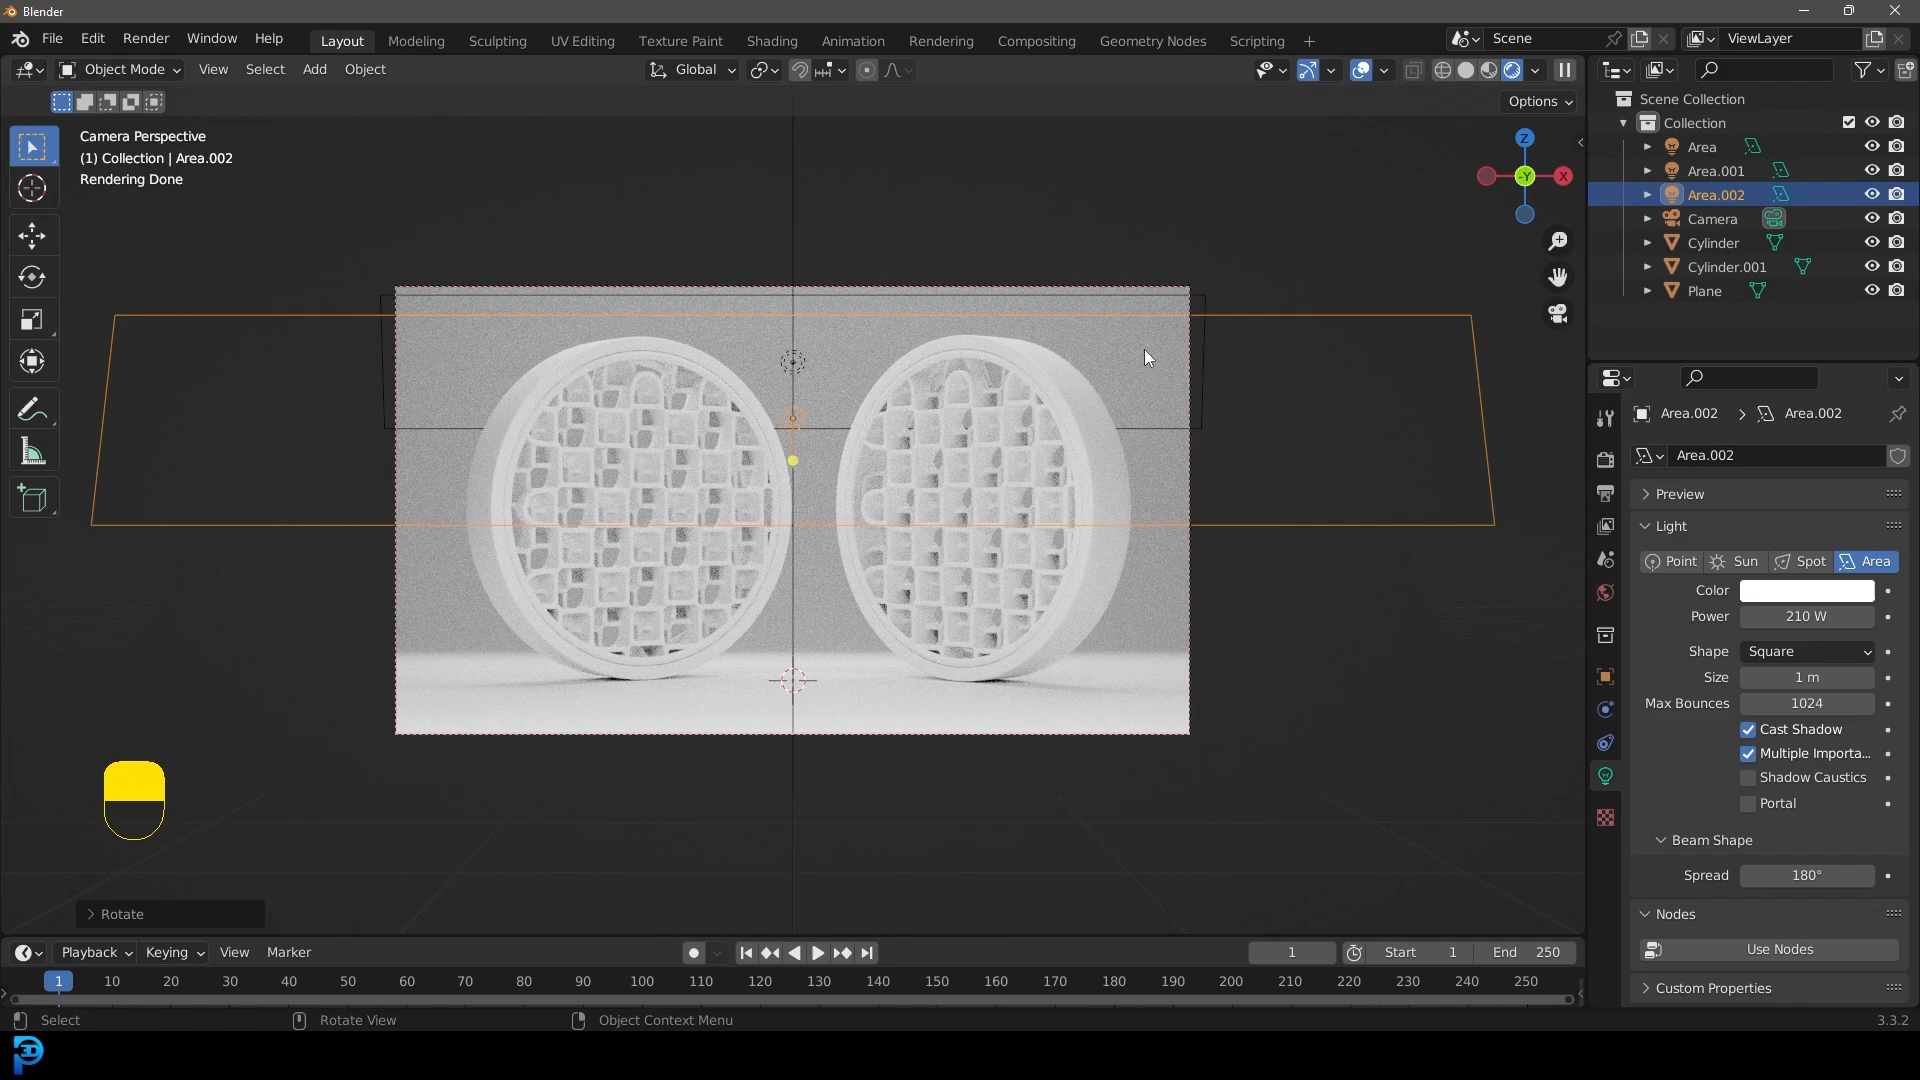 Blender
File Edit Render Window Help
Layout Modeling Sculpting UV Editing Texture Paint Shading Animation Rendering Compositing Geometry Nodes Scripting +
Scene
ViewLayer
Object Mode View Select Add Object
Global
Options
Camera Perspective
(1) Collection | Area.002
Rendering Done
Z
-Y
X
Scene Collection
Collection
Area
Area.001
Area.002
Camera
Cylinder
Cylinder.001
Plane
Area.002 > Area.002
Area.002
Preview
Light
Point Sun Spot Area
Color
Power 210 W
Shape Square
Size 1 m
Max Bounces 1024
Cast Shadow
Multiple Importa...
Shadow Caustics
Portal
Beam Shape
Spread 180°
Nodes
Use Nodes
Custom Properties
Rotate
Playback Keying View Marker
1 Start 1 End 250
1 10 20 30 40 50 60 70 80 90 100 110 120 130 140 150 160 170 180 190 200 210 220 230 240 250
Select Rotate View Object Context Menu
3.3.2
3D